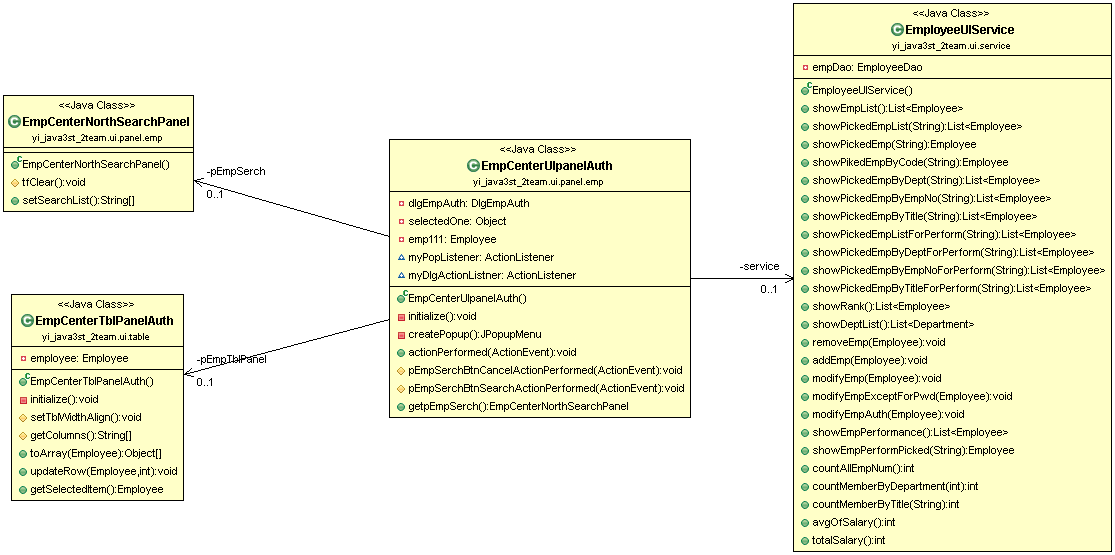 <<Java Class>>
EmpCenterNorthSearchPanel
yi_java3st_2team.ui.panel.emp
EmpCenterNorthSearchPanel()
tfClear():void
setSearchList():String[]
<<Java Class>>
EmpCenterTblPanelAuth
yi_java3st_2team.ui.table
employee: Employee
EmpCenterTblPanelAuth()
initialize():void
setTblWidthAlign():void
getColumns():String[]
toArray(Employee):Object[]
updateRow(Employee,int):void
getSelectedItem():Employee
-pEmpSerch
0..1
-pEmpTblPanel
0..1
<<Java Class>>
EmpCenterUIpanelAuth
yi_java3st_2team.ui.panel.emp
dlgEmpAuth: DlgEmpAuth
selectedOne: Object
emp111: Employee
myPopListener: ActionListener
myDlgActionListner: ActionListener
EmpCenterUIpanelAuth()
initialize():void
createPopup():JPopupMenu
actionPerformed(ActionEvent):void
pEmpSerchBtnCancelActionPerformed(ActionEvent):void
pEmpSerchBtnSearchActionPerformed(ActionEvent):void
getpEmpSerch():EmpCenterNorthSearchPanel
-service
0..1
<<Java Class>>
EmployeeUIService
yi_java3st_2team.ui.service
empDao: EmployeeDao
EmployeeUIService()
showEmpList():List<Employee>
showPickedEmpList(String):List<Employee>
showPickedEmp(String):Employee
showPikedEmpByCode(String):Employee
showPickedEmpByDept(String):List<Employee>
showPickedEmpByEmpNo(String):List<Employee>
showPickedEmpByTitle(String):List<Employee>
showPickedEmpListForPerform(String):List<Employee>
showPickedEmpByDeptForPerform(String):List<Employee>
showPickedEmpByEmpNoForPerform(String):List<Employee>
showPickedEmpByTitleForPerform(String):List<Employee>
showRank():List<Employee>
showDeptList():List<Department>
removeEmp(Employee):void
addEmp(Employee):void
modifyEmp(Employee):void
modifyEmpExceptForPwd(Employee):void
modifyEmpAuth(Employee):void
showEmpPerformance():List<Employee>
showEmpPerformPicked(String):Employee
countAllEmpNum():int
countMemberByDepartment(int):int
countMemberByTitle(String):int
avgOfSalary():int
totalSalary():int